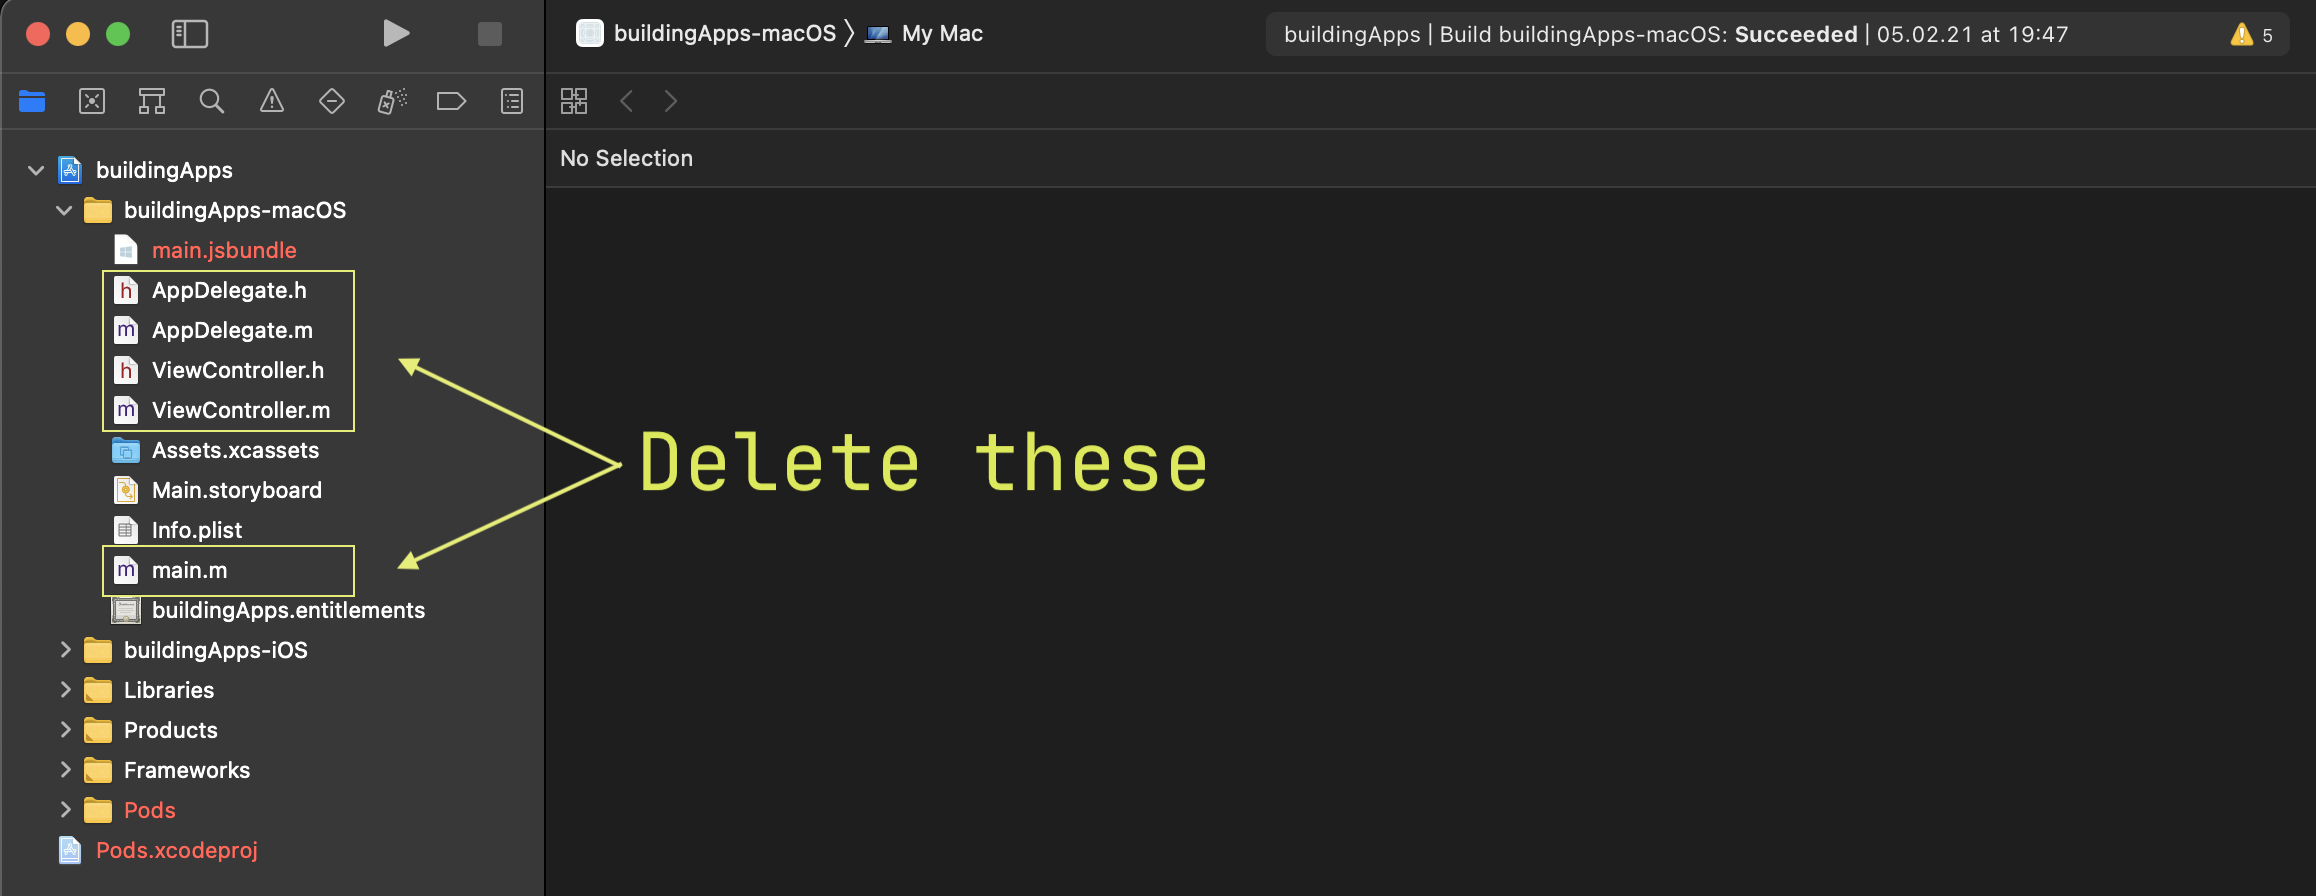 buildingApps-macOS 〉 My Mac
buildingApps | Build buildingApps-macOS: Succeeded | 05.02.21 at 19:47
5
No Selection
buildingApps
buildingApps-macOS
main.jsbundle
h AppDelegate.h
m AppDelegate.m
h ViewController.h
m ViewController.m
Assets.xcassets
Main.storyboard
Info.plist
m main.m
buildingApps.entitlements
buildingApps-iOS
Libraries
Products
Frameworks
Pods
Pods.xcodeproj
Delete these